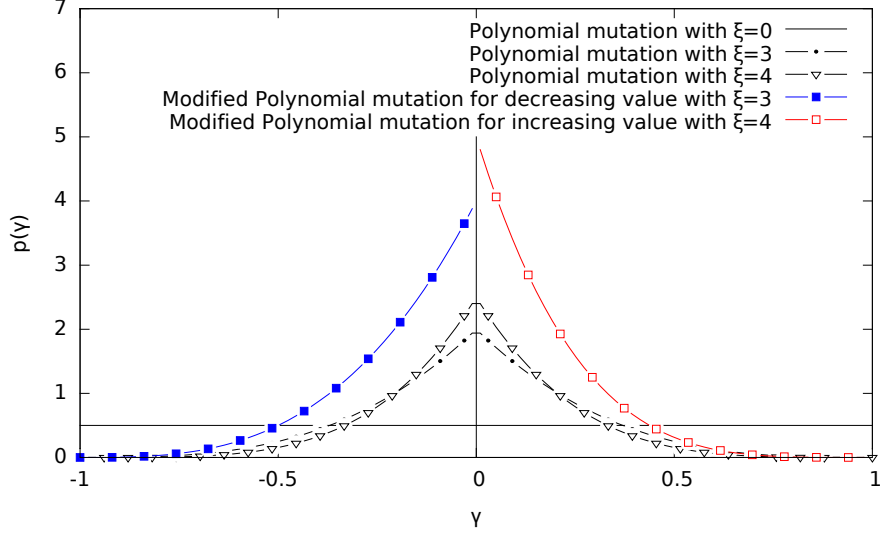 7
6
5
4
3
2
1
0
p(γ)
Polynomial mutation with ξ=0
Polynomial mutation with ξ=3
Polynomial mutation with ξ=4
Modified Polynomial mutation for decreasing value with ξ=3
Modified Polynomial mutation for increasing value with ξ=4
-1 -0.5 0 0.5 1
γ